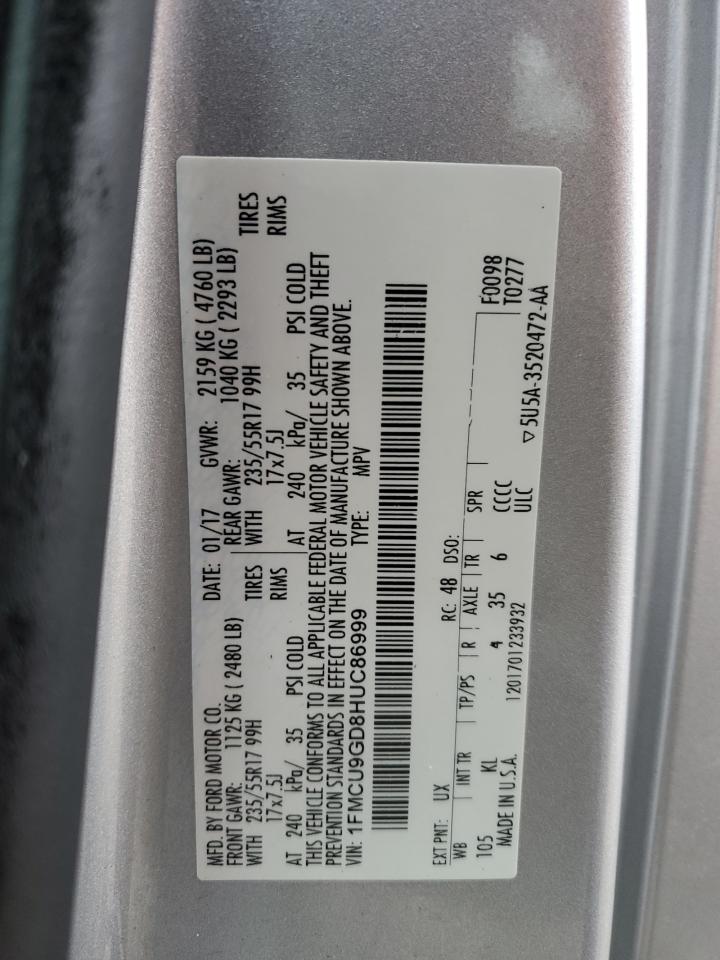 MFD. BY FORD MOTOR CO.
DATE: 01/17 GVWR: 2159 KG ( 4760 LB)
FRONT GAWR: 1125 KG ( 2480 LB) REAR GAWR: 1040 KG ( 2293 LB)
WITH 235/55R17 99H TIRES WITH 235/55R17 99H TIRES
17x7.5J RIMS 17x7.5J RIMS
AT 240 kPa/ 35 PSI COLD AT 240 kPa/ 35 PSI COLD
THIS VEHICLE CONFORMS TO ALL APPLICABLE FEDERAL MOTOR VEHICLE SAFETY AND THEFT
PREVENTION STANDARDS IN EFFECT ON THE DATE OF MANUFACTURE SHOWN ABOVE.
VIN: 1FMCU9GD8HUC86999 TYPE: MPV
EXT PNT: UX RC: 48 DSO: F0098
WB INT TR TP/PS R AXLE TR SPR T0277
105 KL 4 35 6 CCCC
ULC
MADE IN U.S.A. 1201701233932 ▽5U5A-3520472-AA